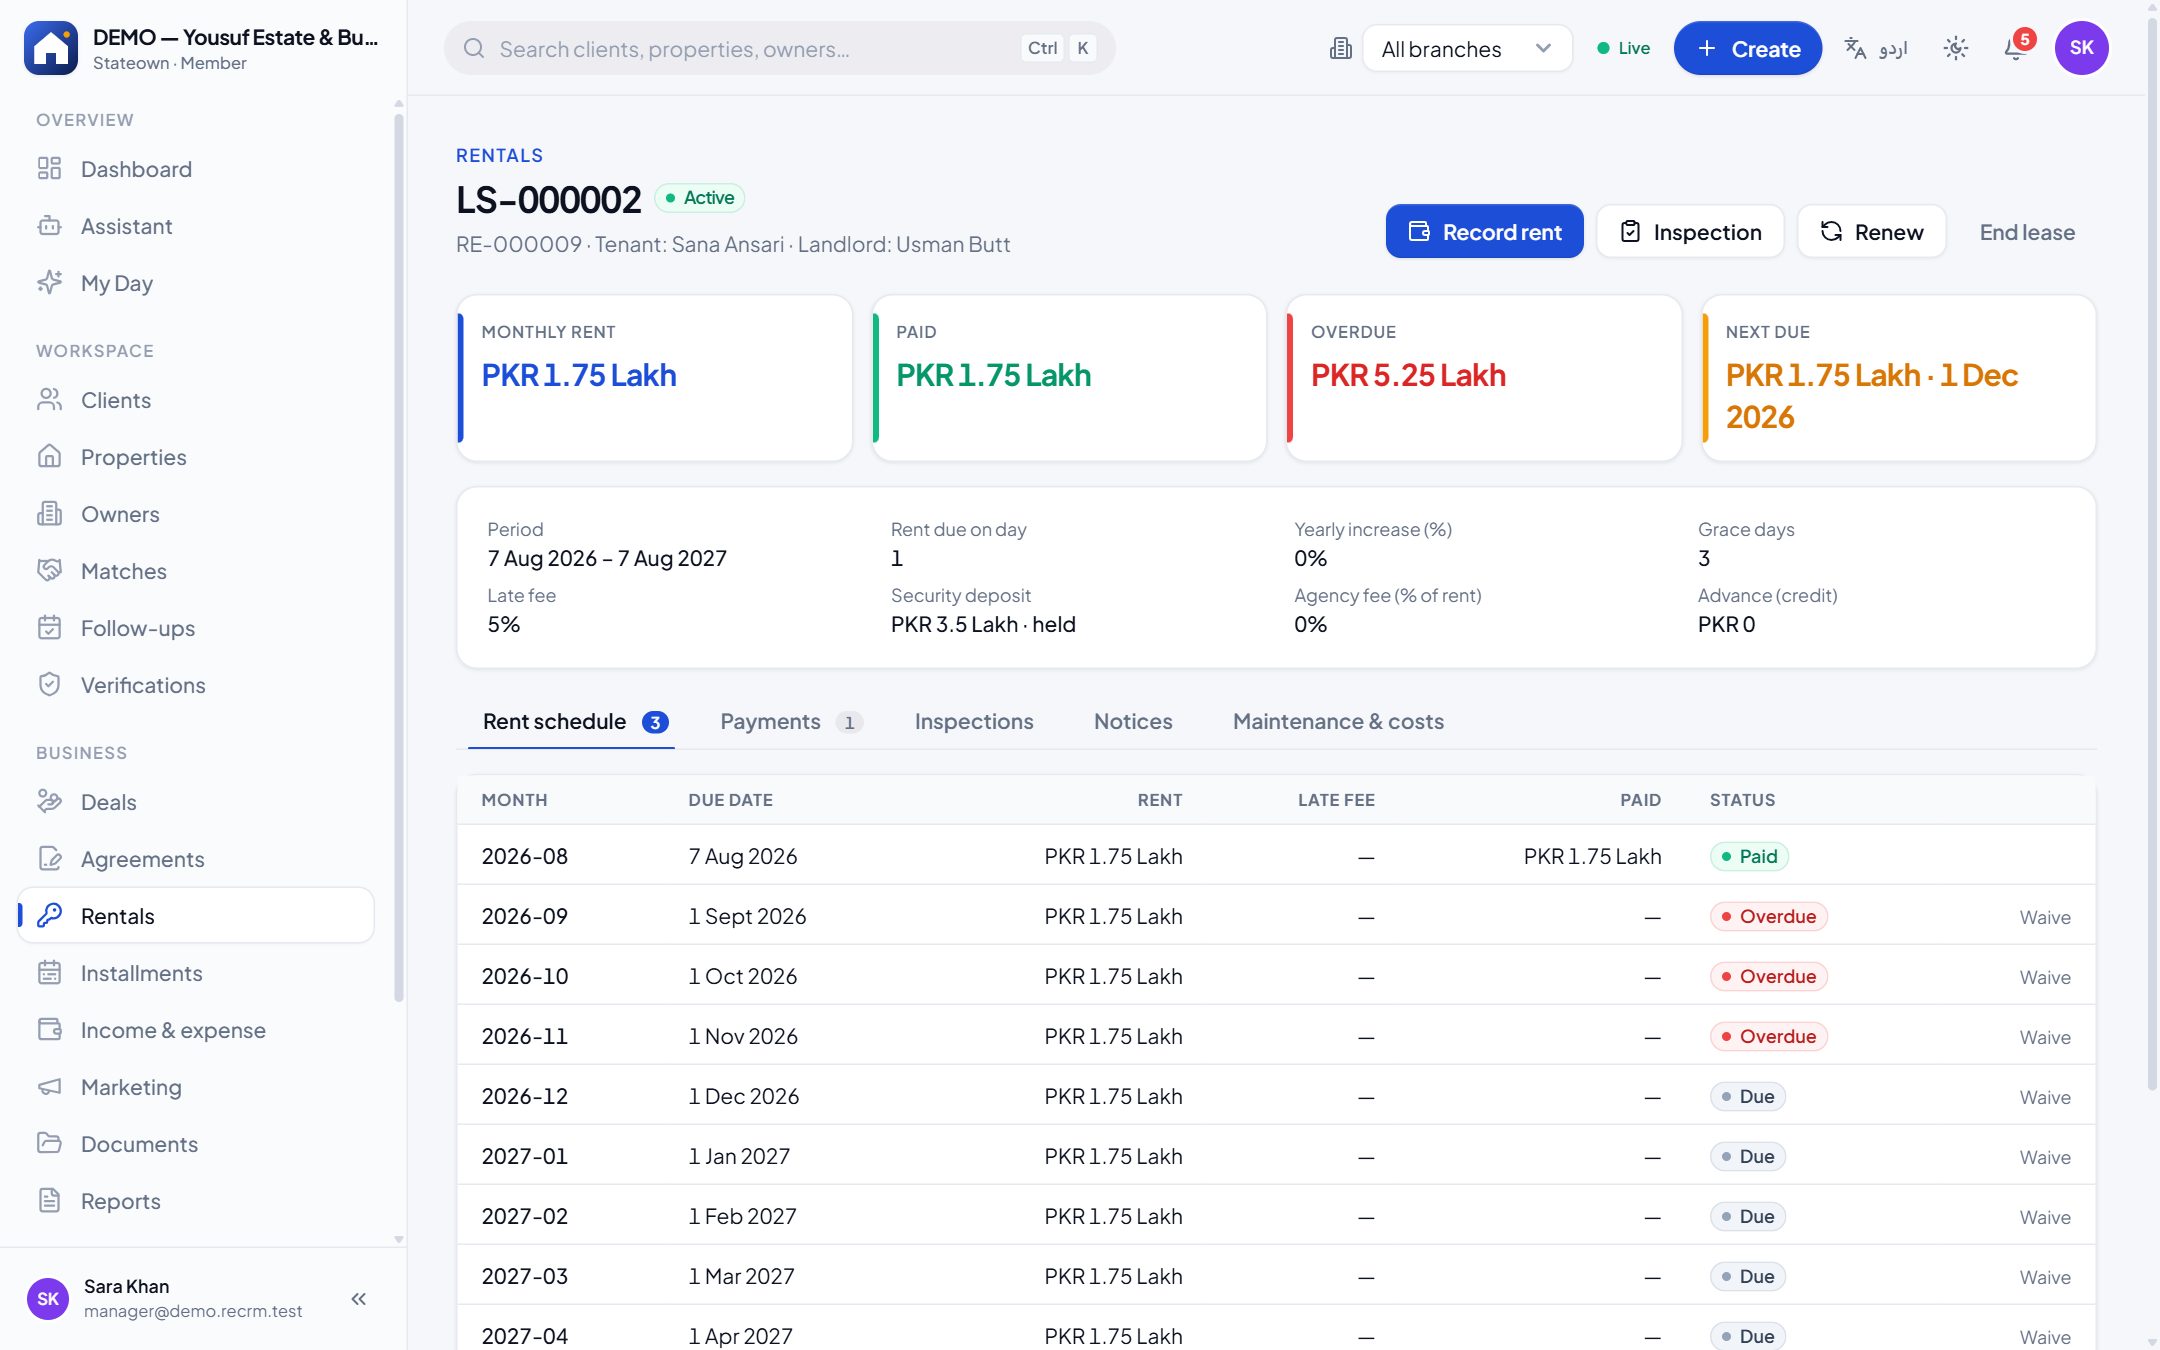 DEMO — Yousuf Estate & Bu...
Stateown · Member
OVERVIEW
Dashboard
Assistant
My Day
WORKSPACE
Clients
Properties
Owners
Matches
Follow-ups
Verifications
BUSINESS
Deals
Agreements
Rentals
Installments
Income & expense
Marketing
Documents
Reports
SK
Sara Khan
manager@demo.recrm.test
Search clients, properties, owners... Ctrl K
All branches
Live
+ Create
اردو
5
SK
RENTALS
LS-000002 Active
RE-000009 · Tenant: Sana Ansari · Landlord: Usman Butt
Record rent Inspection Renew End lease
MONTHLY RENT
PKR 1.75 Lakh
PAID
PKR 1.75 Lakh
OVERDUE
PKR 5.25 Lakh
NEXT DUE
PKR 1.75 Lakh · 1 Dec
2026
Period Rent due on day Yearly increase (%) Grace days
7 Aug 2026 – 7 Aug 2027 1 0% 3
Late fee Security deposit Agency fee (% of rent) Advance (credit)
5% PKR 3.5 Lakh · held 0% PKR 0
Rent schedule 3 Payments 1 Inspections Notices Maintenance & costs
MONTH DUE DATE RENT LATE FEE PAID STATUS
2026-08 7 Aug 2026 PKR 1.75 Lakh — PKR 1.75 Lakh Paid
2026-09 1 Sept 2026 PKR 1.75 Lakh — — Overdue Waive
2026-10 1 Oct 2026 PKR 1.75 Lakh — — Overdue Waive
2026-11 1 Nov 2026 PKR 1.75 Lakh — — Overdue Waive
2026-12 1 Dec 2026 PKR 1.75 Lakh — — Due Waive
2027-01 1 Jan 2027 PKR 1.75 Lakh — — Due Waive
2027-02 1 Feb 2027 PKR 1.75 Lakh — — Due Waive
2027-03 1 Mar 2027 PKR 1.75 Lakh — — Due Waive
2027-04 1 Apr 2027 PKR 1.75 Lakh — — Due Waive